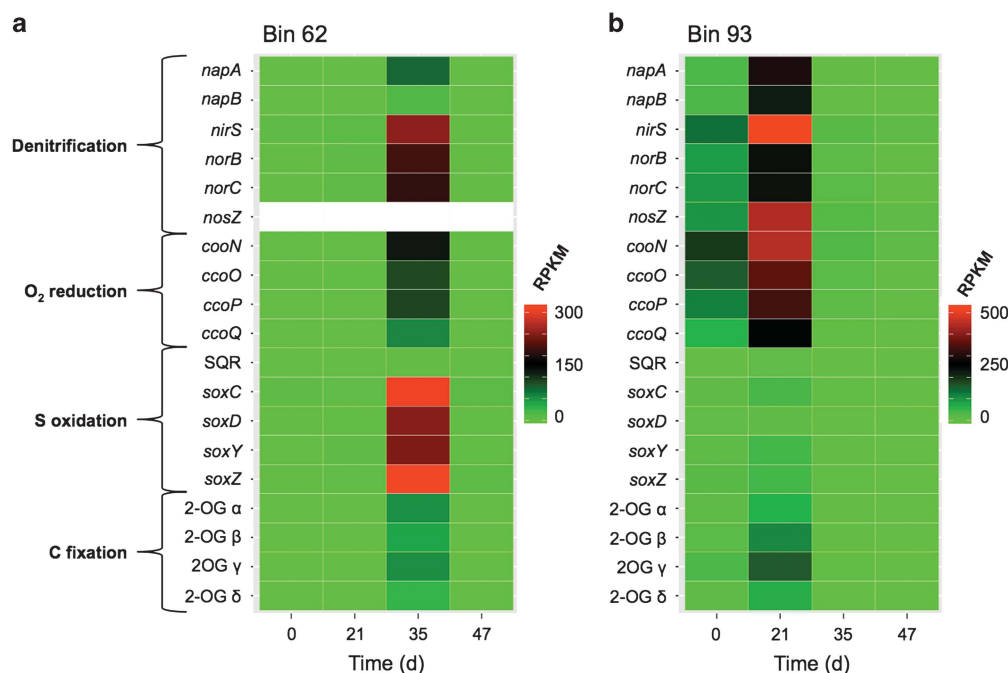 a
Bin 62
Denitrification
napA
napB
nirS
norB
norC
nosZ
O₂ reduction
cooN
ccoO
ccoP
ccoQ
S oxidation
SQR
soxC
soxD
soxY
soxZ
C fixation
2-OG α
2-OG β
2OG γ
2-OG δ
0
21
35
47
Time (d)
RPKM
300
150
0
b
Bin 93
napA
napB
nirS
norB
norC
nosZ
cooN
ccoO
ccoP
ccoQ
SQR
soxC
soxD
soxY
soxZ
2-OG α
2-OG β
2OG γ
2-OG δ
0
21
35
47
Time (d)
RPKM
500
250
0